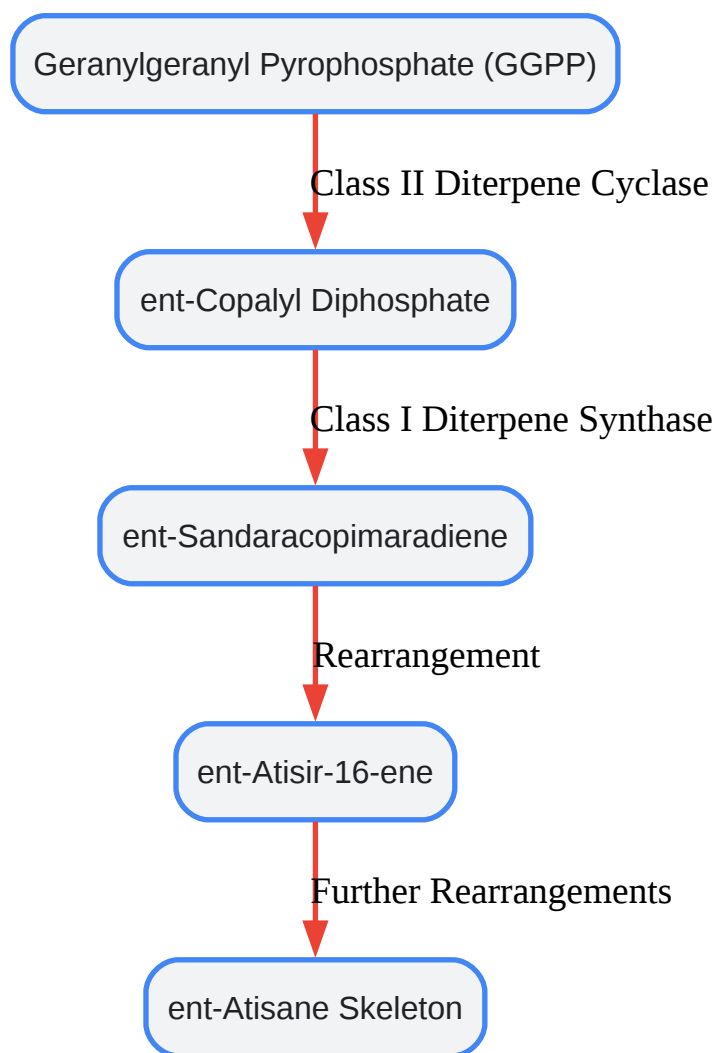 Geranylgeranyl Pyrophosphate (GGPP)
Class II Diterpene Cyclase
ent-Copalyl Diphosphate
Class I Diterpene Synthase
ent-Sandaracopimaradiene
Rearrangement
ent-Atisir-16-ene
Further Rearrangements
ent-Atisane Skeleton